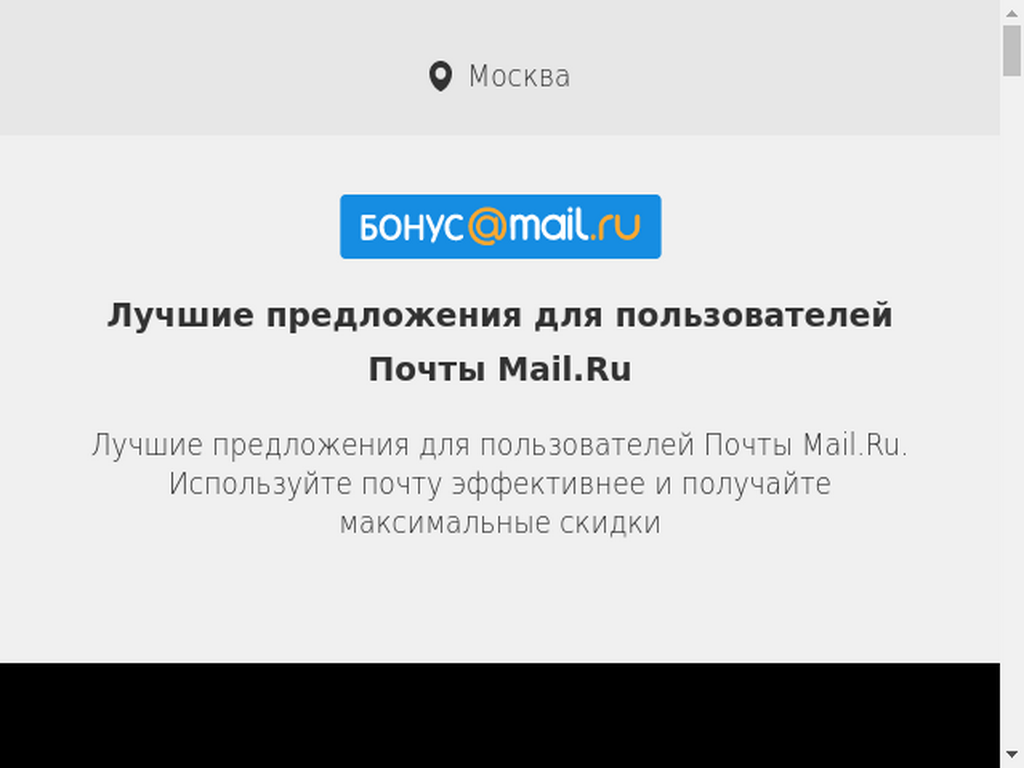 Москва
БОНУС@mail.ru
Лучшие предложения для пользователей
Почты Mail.Ru
Лучшие предложения для пользователей Почты Mail.Ru.
Используйте почту эффективнее и получайте
максимальные скидки